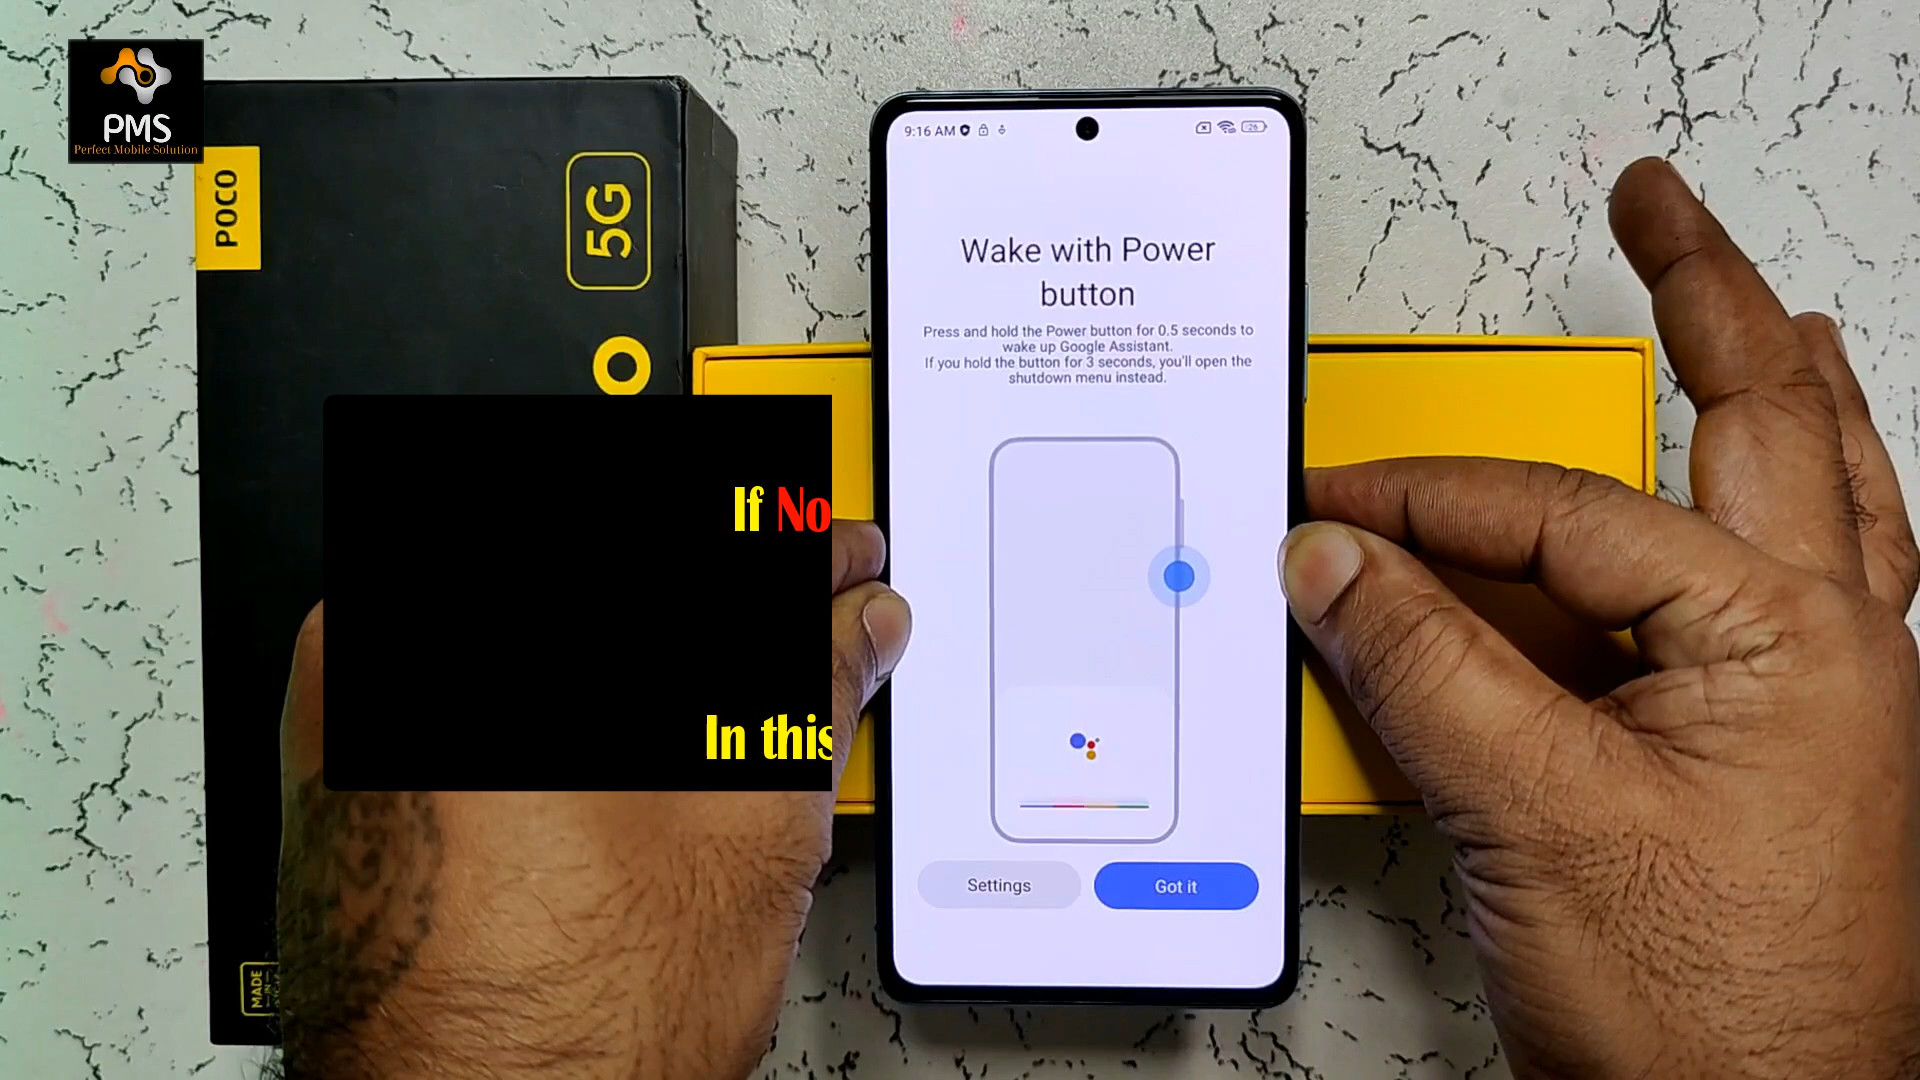 PMS
Perfect Mobile Solution
POCO
5G
MADE
9:16 AM
26
Wake with Power
button
Press and hold the Power button for 0.5 seconds to
wake up Google Assistant.
If you hold the button for 3 seconds, you'll open the
shutdown menu instead.
Settings
Got it
If No
In this